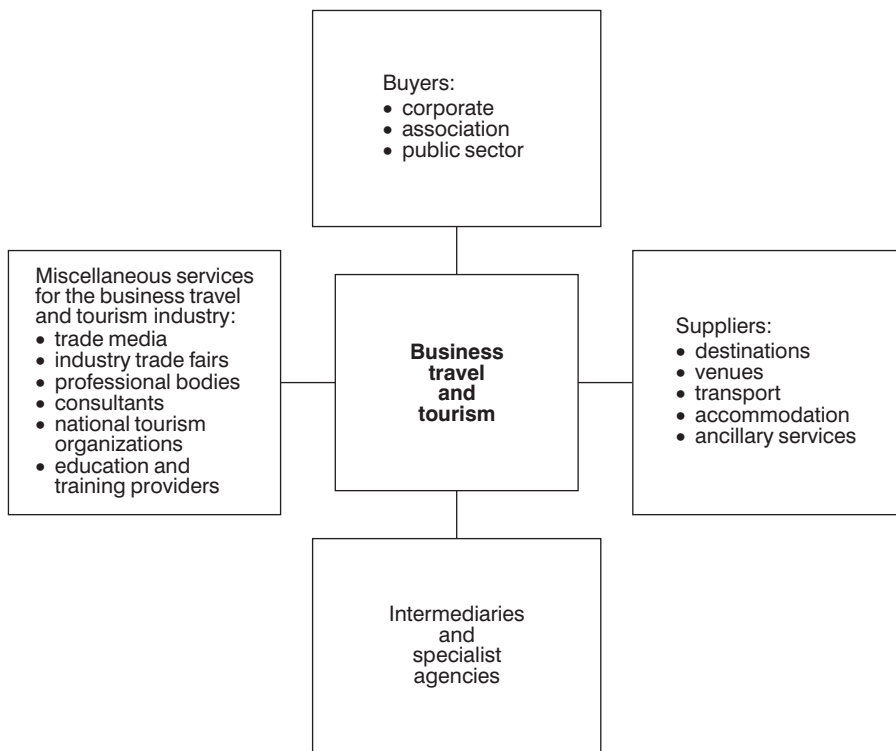 Buyers:
• corporate
• association
• public sector
Miscellaneous services
for the business travel
and tourism industry:
• trade media
• industry trade fairs
• professional bodies
• consultants
• national tourism
organizations
• education and
training providers
Business
travel
and
tourism
Suppliers:
• destinations
• venues
• transport
• accommodation
• ancillary services
Intermediaries
and
specialist
agencies